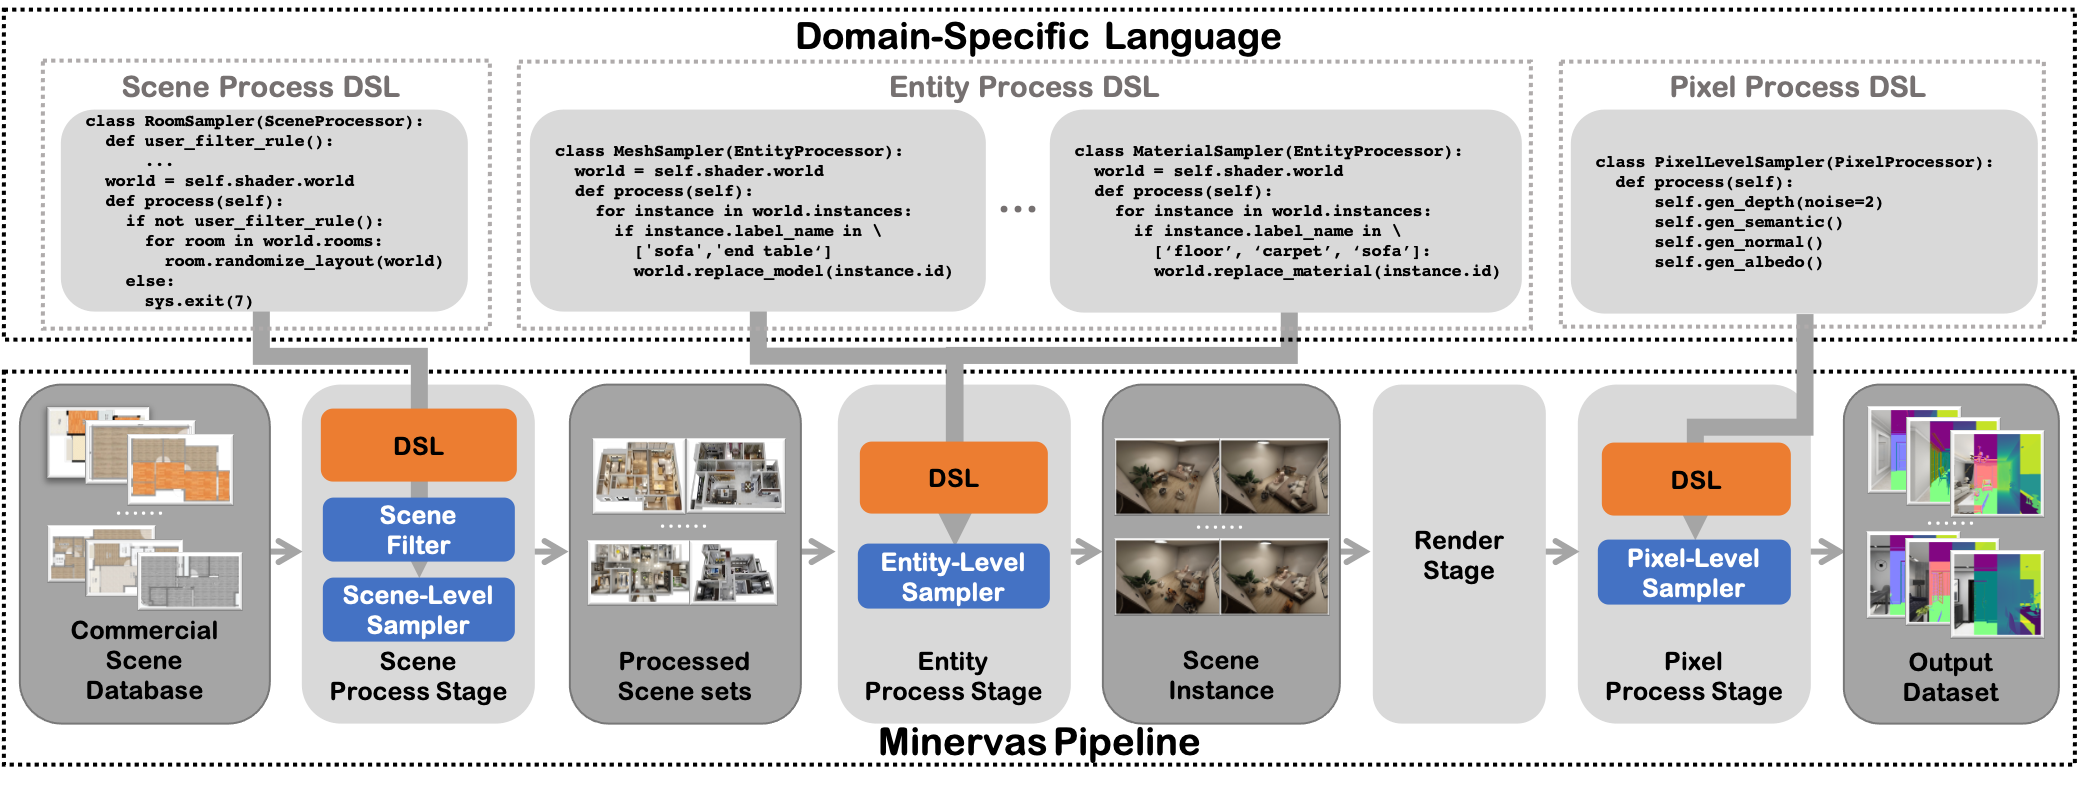 Domain-Specific Language
Scene Process DSL
class RoomSampler(SceneProcessor):
def user_filter_rule():
...
world = self.shader.world
def process(self):
if not user_filter_rule():
for room in world.rooms:
room.randomize_layout(world)
else:
sys.exit(7)
Entity Process DSL
class MeshSampler(EntityProcessor):
world = self.shader.world
def process(self):
for instance in world.instances:
if instance.label_name in \
['sofa','end table‘]
world.replace_model(instance.id)
...
class MaterialSampler(EntityProcessor):
world = self.shader.world
def process(self):
for instance in world.instances:
if instance.label_name in \
[‘floor’, ‘carpet’, ‘sofa’]:
world.replace_material(instance.id)
Pixel Process DSL
class PixelLevelSampler(PixelProcessor):
def process(self):
self.gen_depth(noise=2)
self.gen_semantic()
self.gen_normal()
self.gen_albedo()
......
Commercial
Scene
Database
DSL
Scene
Filter
Scene-Level
Sampler
Scene
Process Stage
......
Processed
Scene sets
DSL
Entity-Level
Sampler
Entity
Process Stage
......
Scene
Instance
Render
Stage
DSL
Pixel-Level
Sampler
Pixel
Process Stage
......
Output
Dataset
Minervas Pipeline